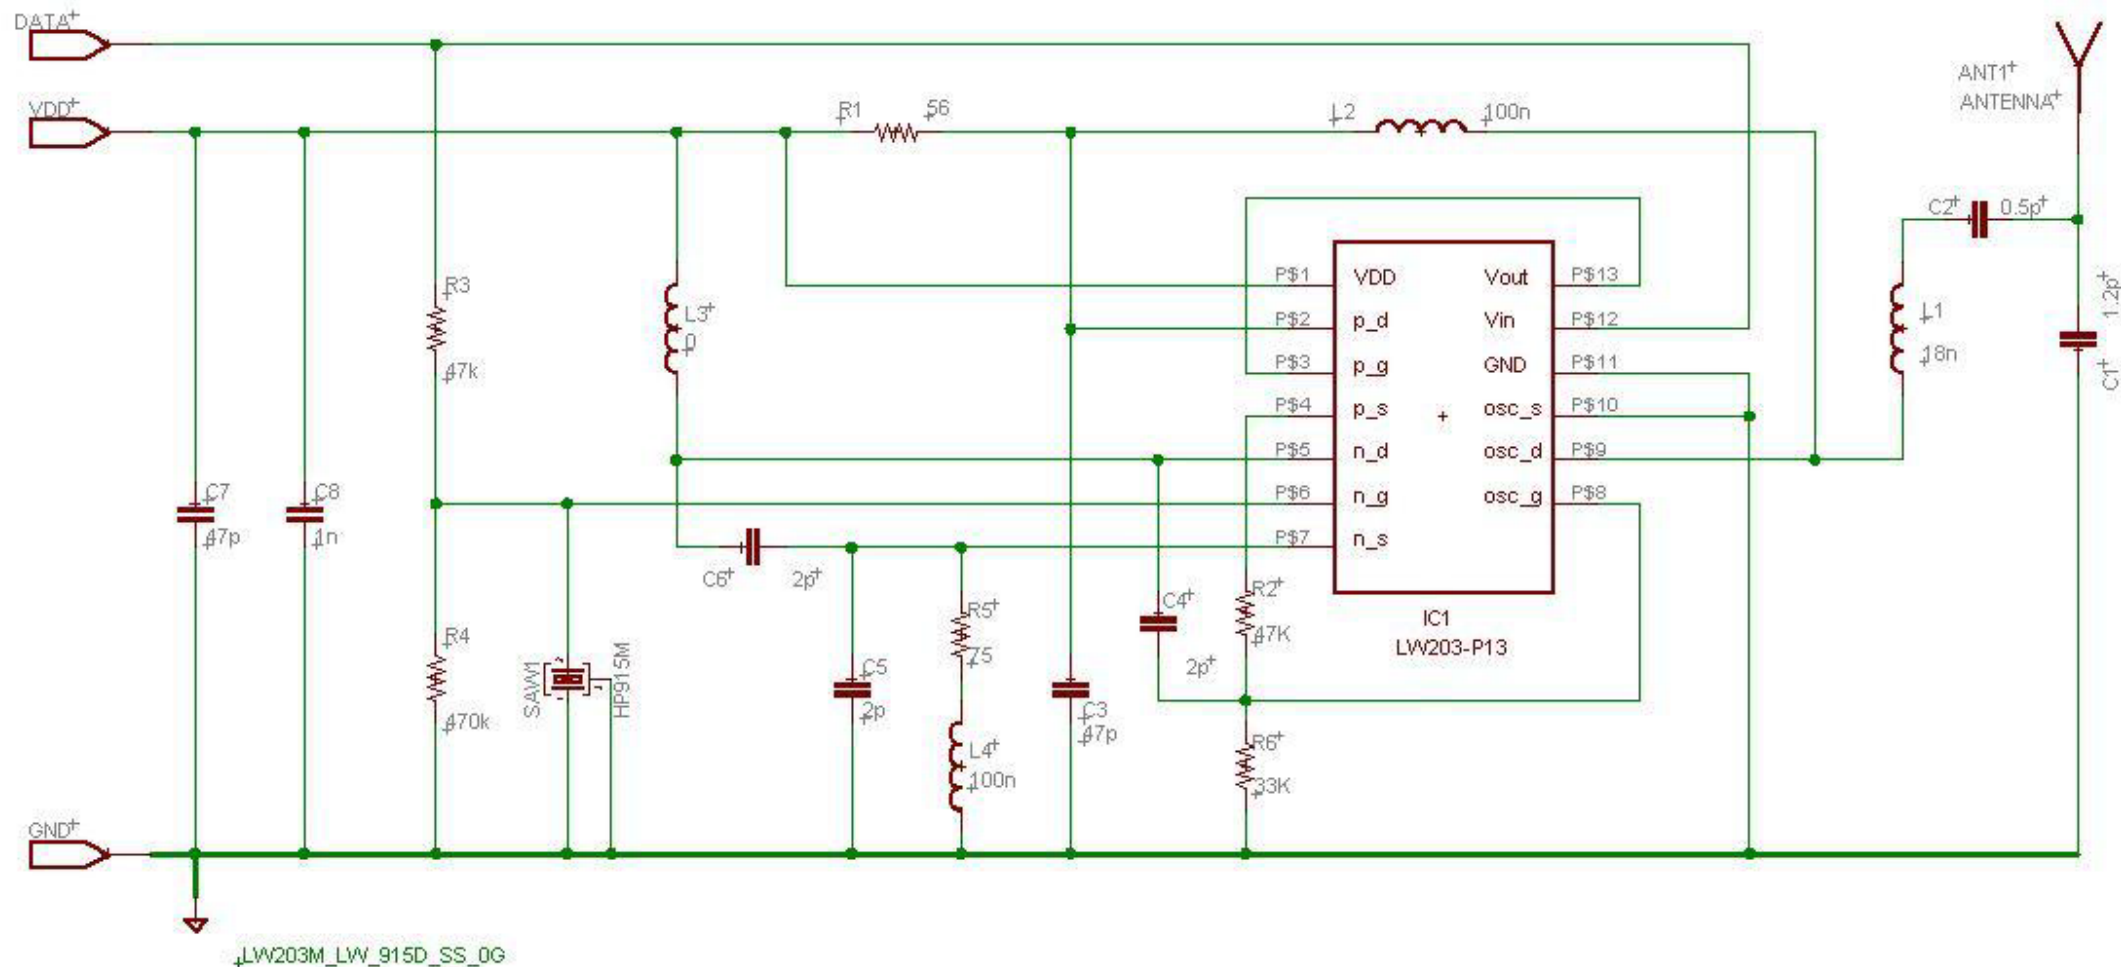 DATA
VDD
R1
56
L2
100n
ANT1
ANTENNA
C2
0.5p
1.2p
C1
L1
18n
R3
47k
L3
0
P$1
VDD
Vout
P$13
P$2
p_d
Vin
P$12
P$3
p_g
GND
P$11
P$4
p_s
osc_s
P$10
P$5
n_d
osc_d
P$9
P$6
n_g
osc_g
P$8
P$7
n_s
C7
47p
C8
1n
C6
2p
R4
470k
SAW1
HP915M
C5
2p
R5
75
L4
100n
C3
47p
C4
2p
R2
47K
R6
33K
IC1
LW203-P13
GND
LW203M_LW_915D_SS_0G